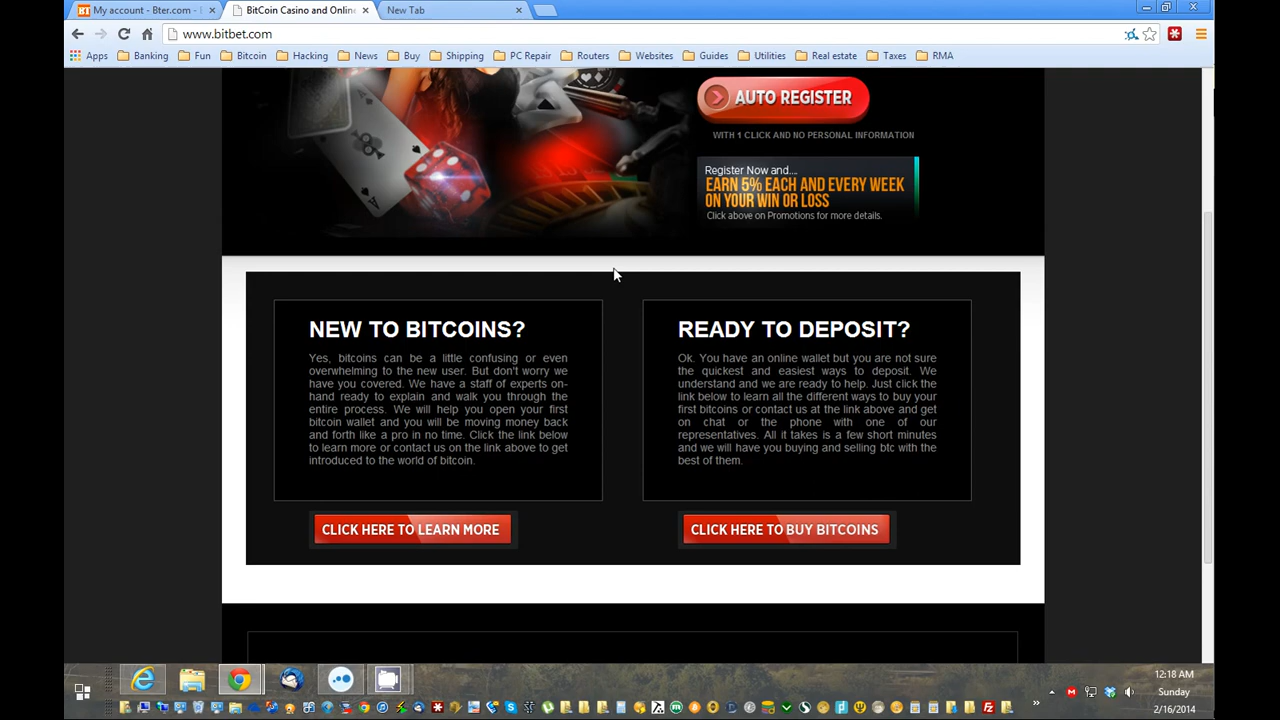 My account - Bter.com -
BitCoin Casino and Online
New Tab
www.bitbet.com
Apps Banking Fun Bitcoin Hacking News Buy Shipping PC Repair Routers Websites Guides Utilities Real estate Taxes RMA
AUTO REGISTER
WITH 1 CLICK AND NO PERSONAL INFORMATION
Register Now and....
EARN 5% EACH AND EVERY WEEK
ON YOUR WIN OR LOSS
Click above on Promotions for more details.
NEW TO BITCOINS?
Yes, bitcoins can be a little confusing or even
overwhelming to the new user. But don't worry we
have you covered. We have a staff of experts on-
hand ready to explain and walk you through the
entire process. We will help you open your first
bitcoin wallet and you will be moving money back
and forth like a pro in no time. Click the link below
to learn more or contact us on the link above to get
introduced to the world of bitcoin.
CLICK HERE TO LEARN MORE
READY TO DEPOSIT?
Ok. You have an online wallet but you are not sure
the quickest and easiest ways to deposit. We
understand and we are ready to help. Just click the
link below to learn all the different ways to buy your
first bitcoins or contact us at the link above and get
on chat or the phone with one of our
representatives. All it takes is a few short minutes
and we will have you buying and selling btc with the
best of them.
CLICK HERE TO BUY BITCOINS
12:18 AM
Sunday
2/16/2014